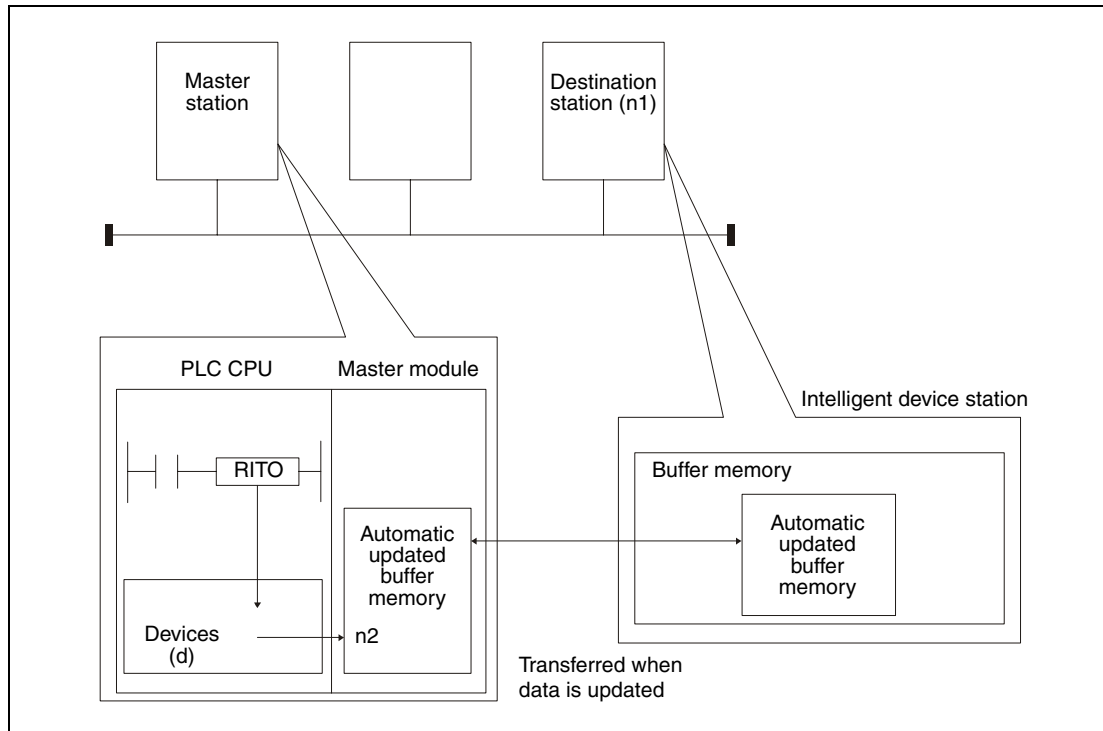 Master
station
Destination
station (n1)
PLC CPU
Master module
RITO
Automatic
updated
buffer
memory
Devices
(d)
n2
Transferred when
data is updated
Intelligent device station
Buffer memory
Automatic
updated
buffer
memory